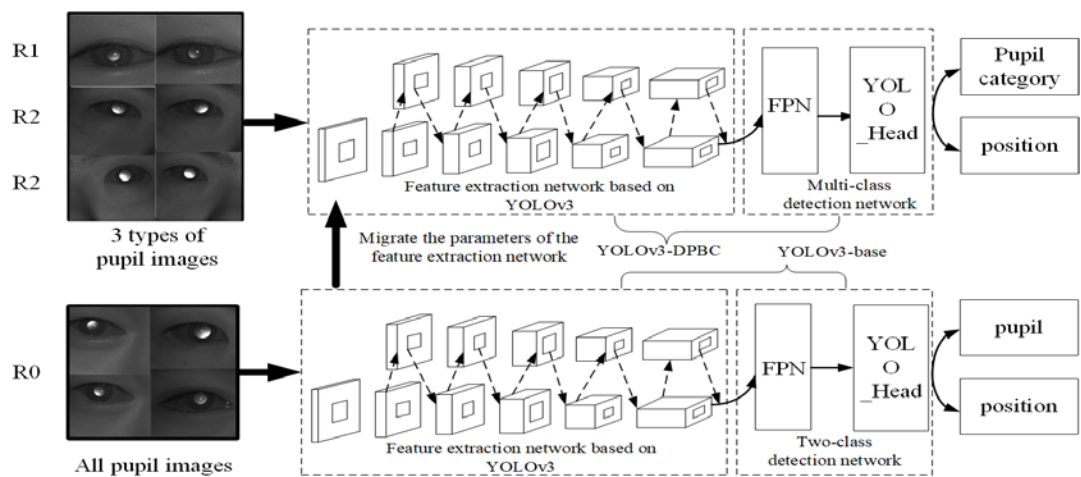 R1
R2
R2
3 types of
pupil images
Feature extraction network based on
YOLOv3
FPN
YOL
O
_Head
Multi-class
detection network
Pupil
category
position
Migrate the parameters of the
feature extraction network
YOLOv3-DPBC
YOLOv3-base
R0
All pupil images
Feature extraction network based on
YOLOv3
FPN
YOL
O
_Head
Two-class
detection network
pupil
position